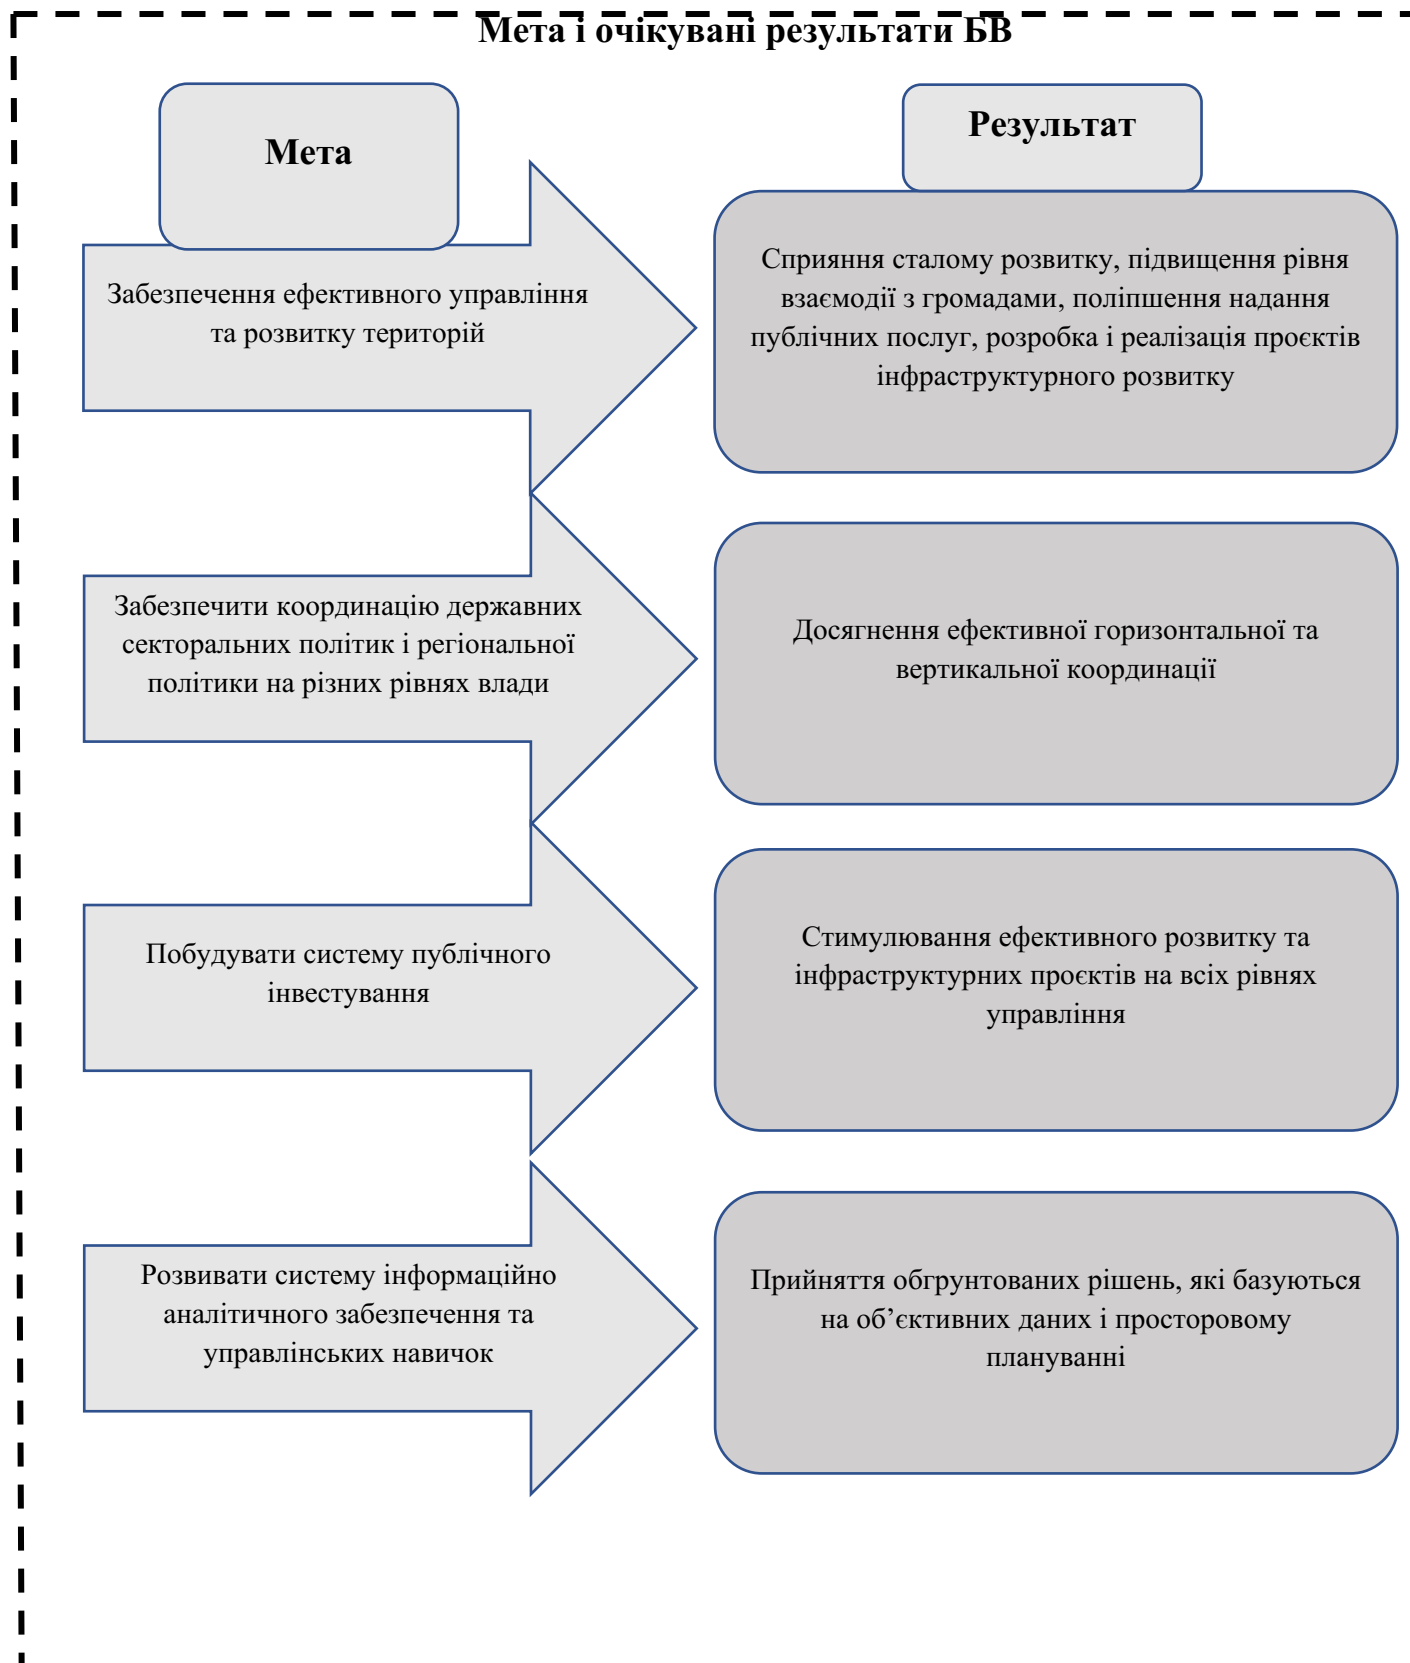 Мета і очікувані результати БВ
Мета
Результат
Забезпечення ефективного управління
та розвитку територій
Сприяння сталому розвитку, підвищення рівня
взаємодії з громадами, поліпшення надання
публічних послуг, розробка і реалізація проєктів
інфраструктурного розвитку
Забезпечити координацію державних
секторальних політик і регіональної
політики на різних рівнях влади
Досягнення ефективної горизонтальної та
вертикальної координації
Побудувати систему публічного
інвестування
Стимулювання ефективного розвитку та
інфраструктурних проєктів на всіх рівнях
управління
Розвивати систему інформаційно
аналітичного забезпечення та
управлінських навичок
Прийняття обгрунтованих рішень, які базуються
на об’єктивних даних і просторовому
плануванні